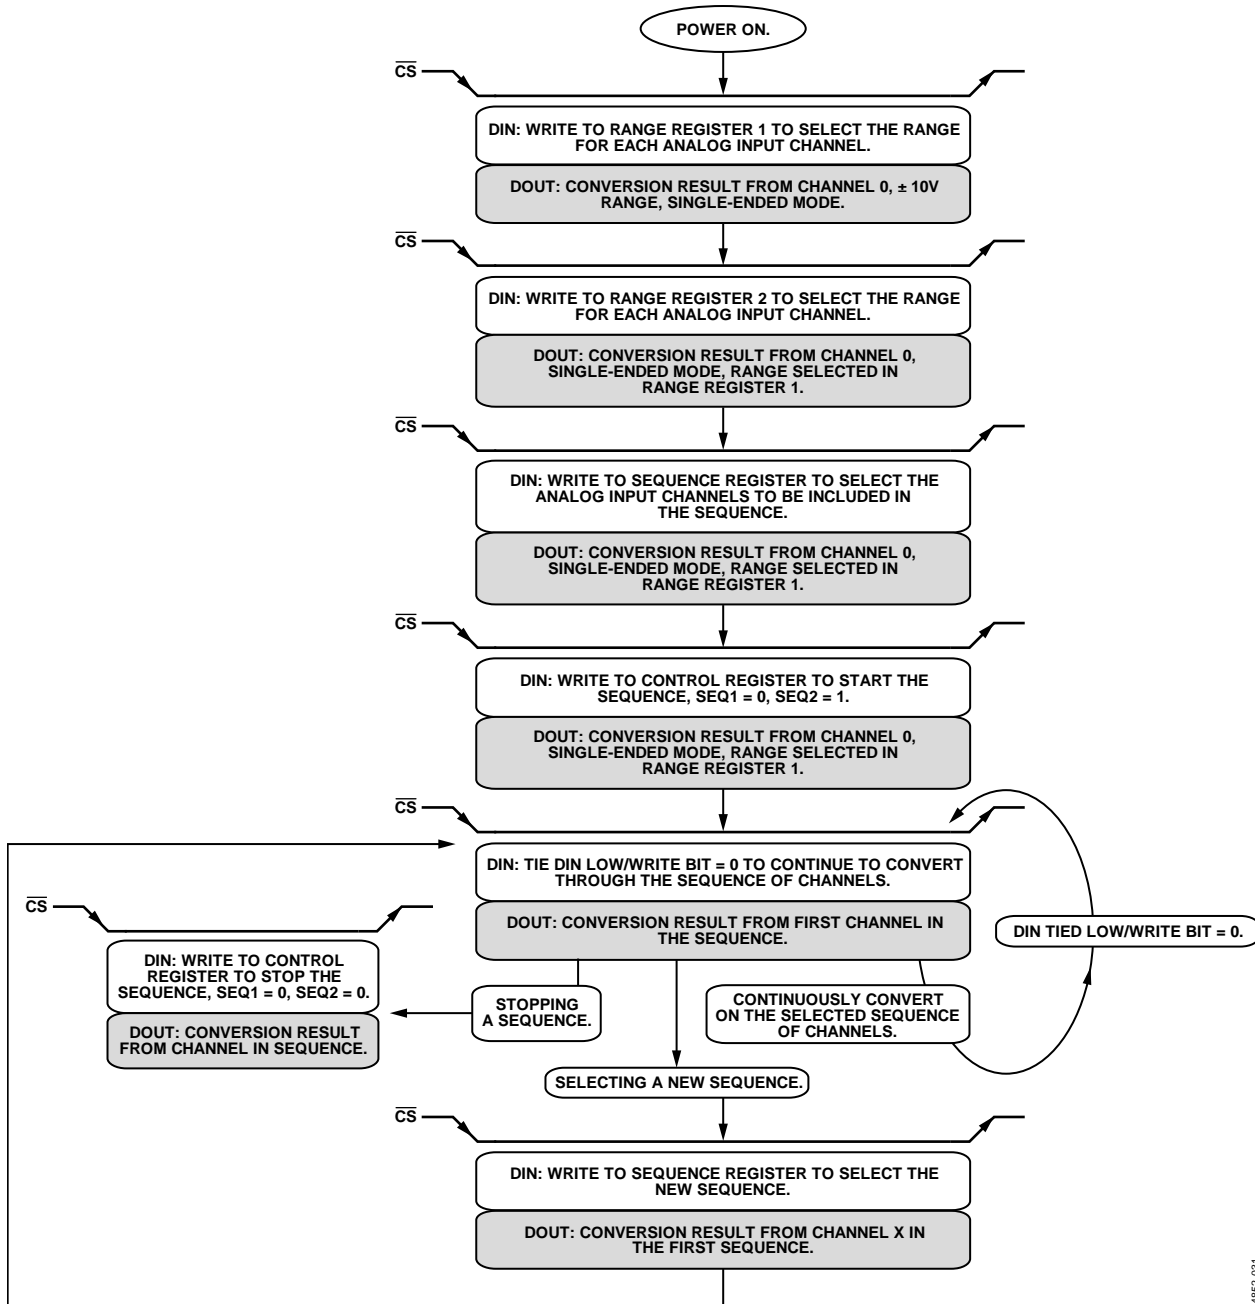 POWER ON.
CS
DIN: WRITE TO RANGE REGISTER 1 TO SELECT THE RANGE
FOR EACH ANALOG INPUT CHANNEL.
DOUT: CONVERSION RESULT FROM CHANNEL 0, ± 10V
RANGE, SINGLE-ENDED MODE.
CS
DIN: WRITE TO RANGE REGISTER 2 TO SELECT THE RANGE
FOR EACH ANALOG INPUT CHANNEL.
DOUT: CONVERSION RESULT FROM CHANNEL 0,
SINGLE-ENDED MODE, RANGE SELECTED IN
RANGE REGISTER 1.
CS
DIN: WRITE TO SEQUENCE REGISTER TO SELECT THE
ANALOG INPUT CHANNELS TO BE INCLUDED IN
THE SEQUENCE.
DOUT: CONVERSION RESULT FROM CHANNEL 0,
SINGLE-ENDED MODE, RANGE SELECTED IN
RANGE REGISTER 1.
CS
DIN: WRITE TO CONTROL REGISTER TO START THE
SEQUENCE, SEQ1 = 0, SEQ2 = 1.
DOUT: CONVERSION RESULT FROM CHANNEL 0,
SINGLE-ENDED MODE, RANGE SELECTED IN
RANGE REGISTER 1.
CS
DIN: TIE DIN LOW/WRITE BIT = 0 TO CONTINUE TO CONVERT
THROUGH THE SEQUENCE OF CHANNELS.
DOUT: CONVERSION RESULT FROM FIRST CHANNEL IN
THE SEQUENCE.
DIN TIED LOW/WRITE BIT = 0.
CS
DIN: WRITE TO CONTROL
REGISTER TO STOP THE
SEQUENCE, SEQ1 = 0, SEQ2 = 0.
DOUT: CONVERSION RESULT
FROM CHANNEL IN SEQUENCE.
STOPPING
A SEQUENCE.
CONTINUOUSLY CONVERT
ON THE SELECTED SEQUENCE
OF CHANNELS.
SELECTING A NEW SEQUENCE.
CS
DIN: WRITE TO SEQUENCE REGISTER TO SELECT THE
NEW SEQUENCE.
DOUT: CONVERSION RESULT FROM CHANNEL X IN
THE FIRST SEQUENCE.